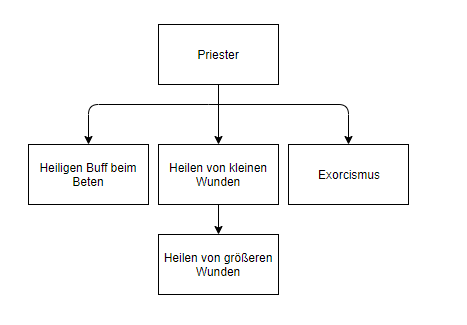 Priester
Heiligen Buff beim
Beten
Heilen von kleinen
Wunden
Exorcismus
Heilen von größeren
Wunden